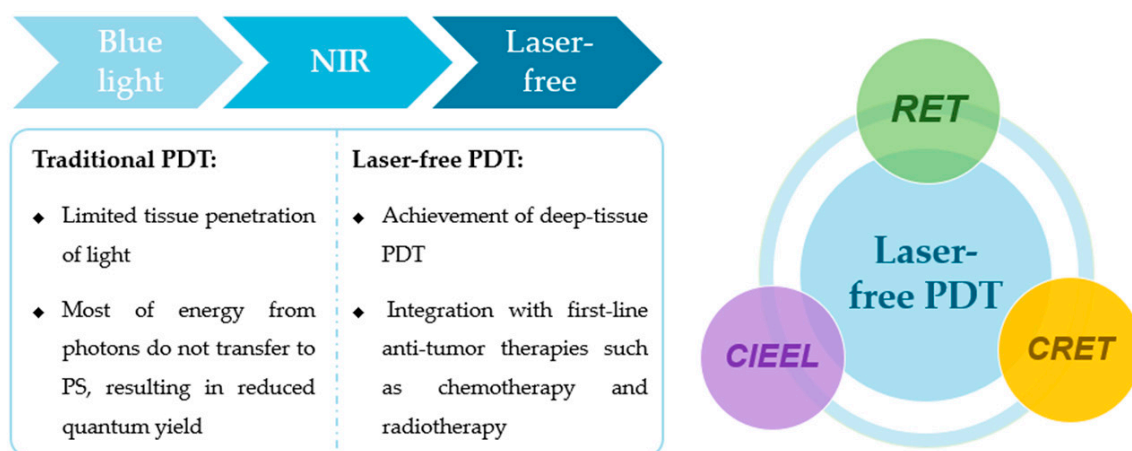 Blue
light
NIR
Laser-
free
Traditional PDT:
◆ Limited tissue penetration
of light
◆ Most of energy from
photons do not transfer to
PS, resulting in reduced
quantum yield
Laser-free PDT:
◆ Achievement of deep-tissue
PDT
◆ Integration with first-line
anti-tumor therapies such
as chemotherapy and
radiotherapy
RET
Laser-
free PDT
CIEEL
CRET